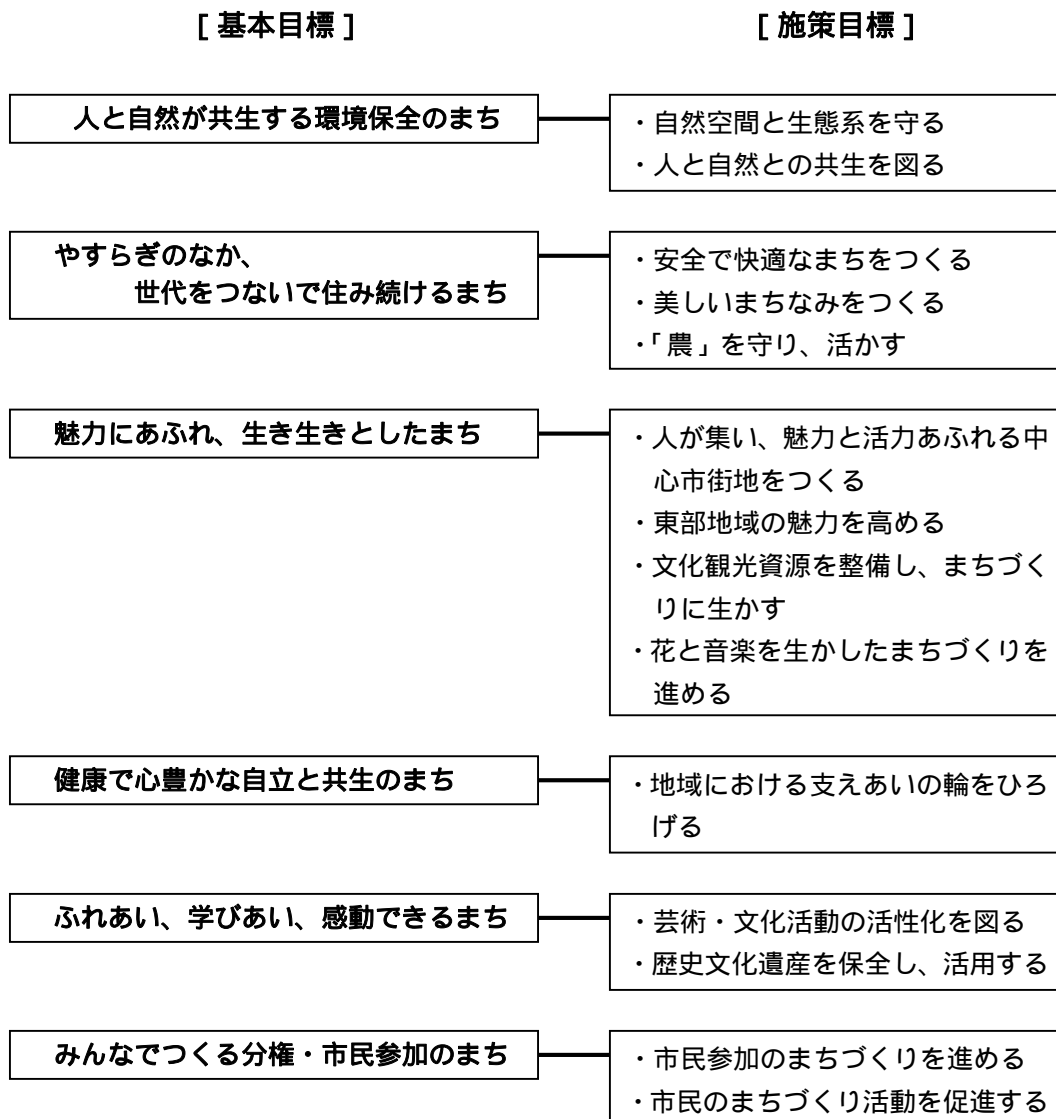 [ 基本目標 ]
[ 施策目標 ]
人と自然が共生する環境保全のまち
・自然空間と生態系を守る
・人と自然との共生を図る
やすらぎのなか、
世代をつないで住み続けるまち
・安全で快適なまちをつくる
・美しいまちなみをつくる
・「農」を守り、活かす
魅力にあふれ、生き生きとしたまち
・人が集い、魅力と活力あふれる中
心市街地をつくる
・東部地域の魅力を高める
・文化観光資源を整備し、まちづく
りに生かす
・花と音楽を生かしたまちづくりを
進める
健康で心豊かな自立と共生のまち
・地域における支えあいの輪をひろ
げる
ふれあい、学びあい、感動できるまち
・芸術・文化活動の活性化を図る
・歴史文化遺産を保全し、活用する
みんなでつくる分権・市民参加のまち
・市民参加のまちづくりを進める
・市民のまちづくり活動を促進する